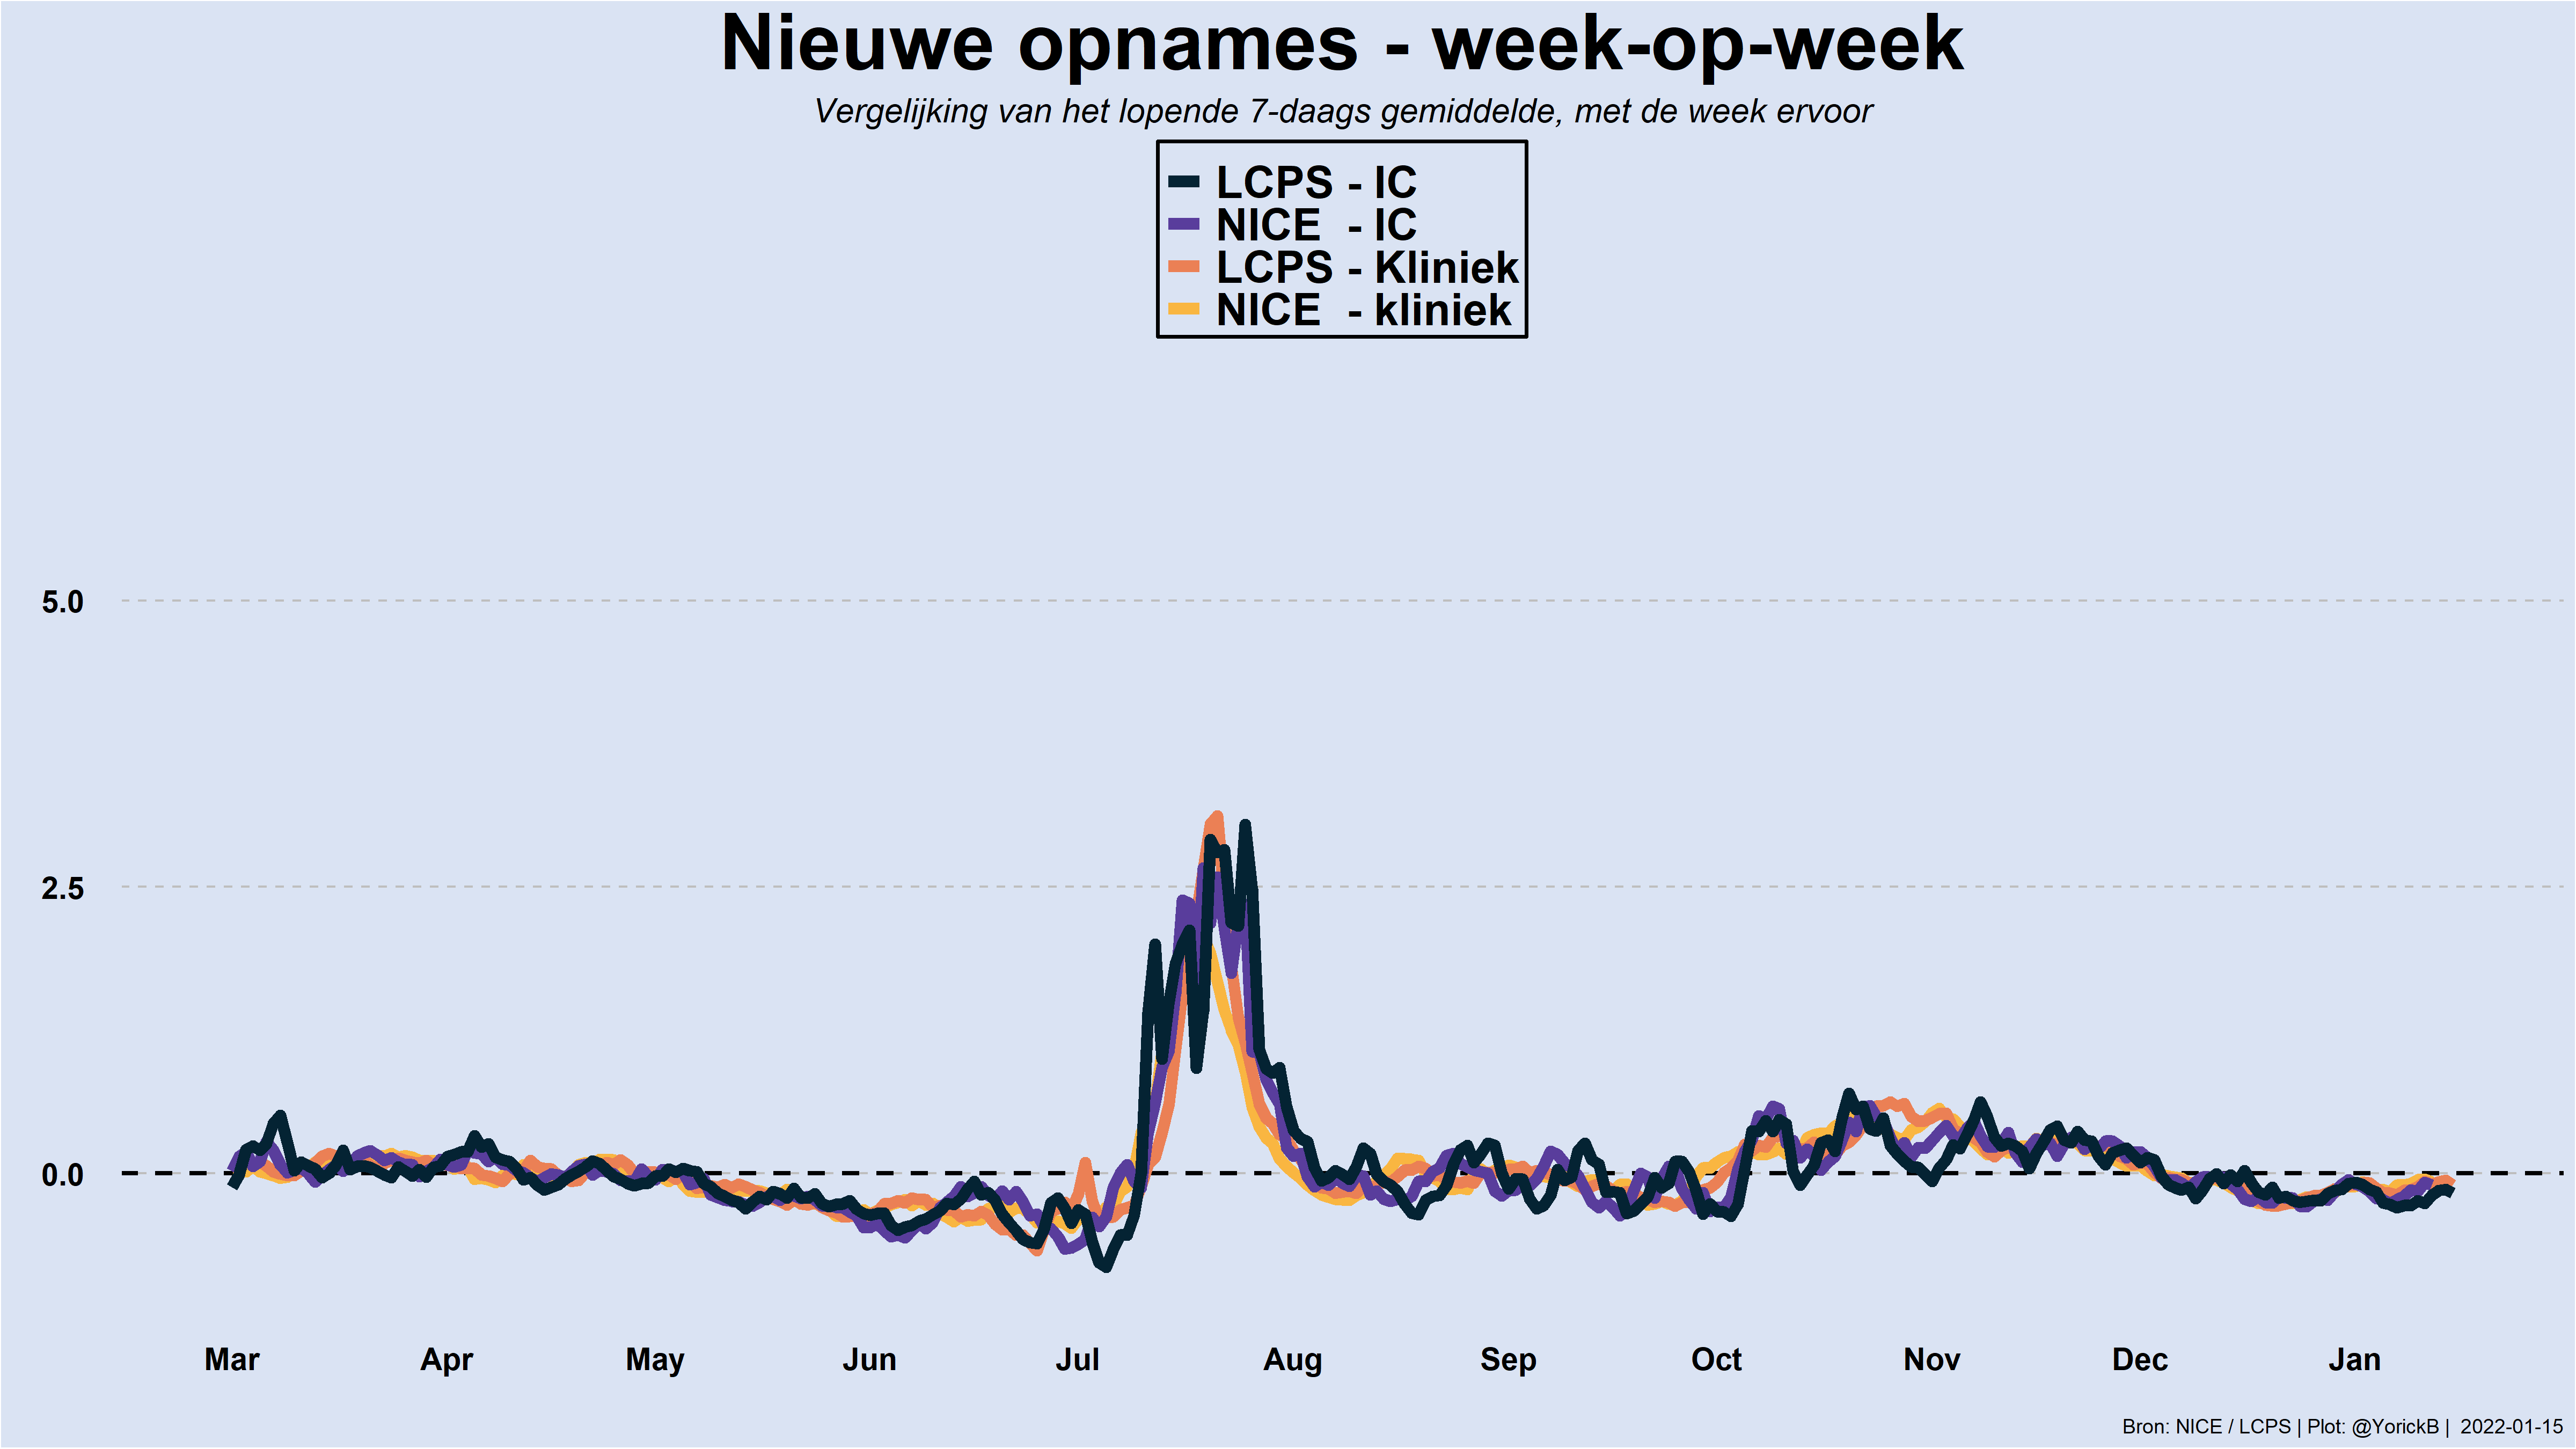 Nieuwe opnames - week-op-week
Vergelijking van het lopende 7-daags gemiddelde, met de week ervoor
LCPS - IC
NICE - IC
LCPS - Kliniek
NICE - kliniek
5.0
2.5
0.0
Mar Apr May Jun Jul Aug Sep Oct Nov Dec Jan
Bron: NICE / LCPS | Plot: @YorickB | 2022-01-15